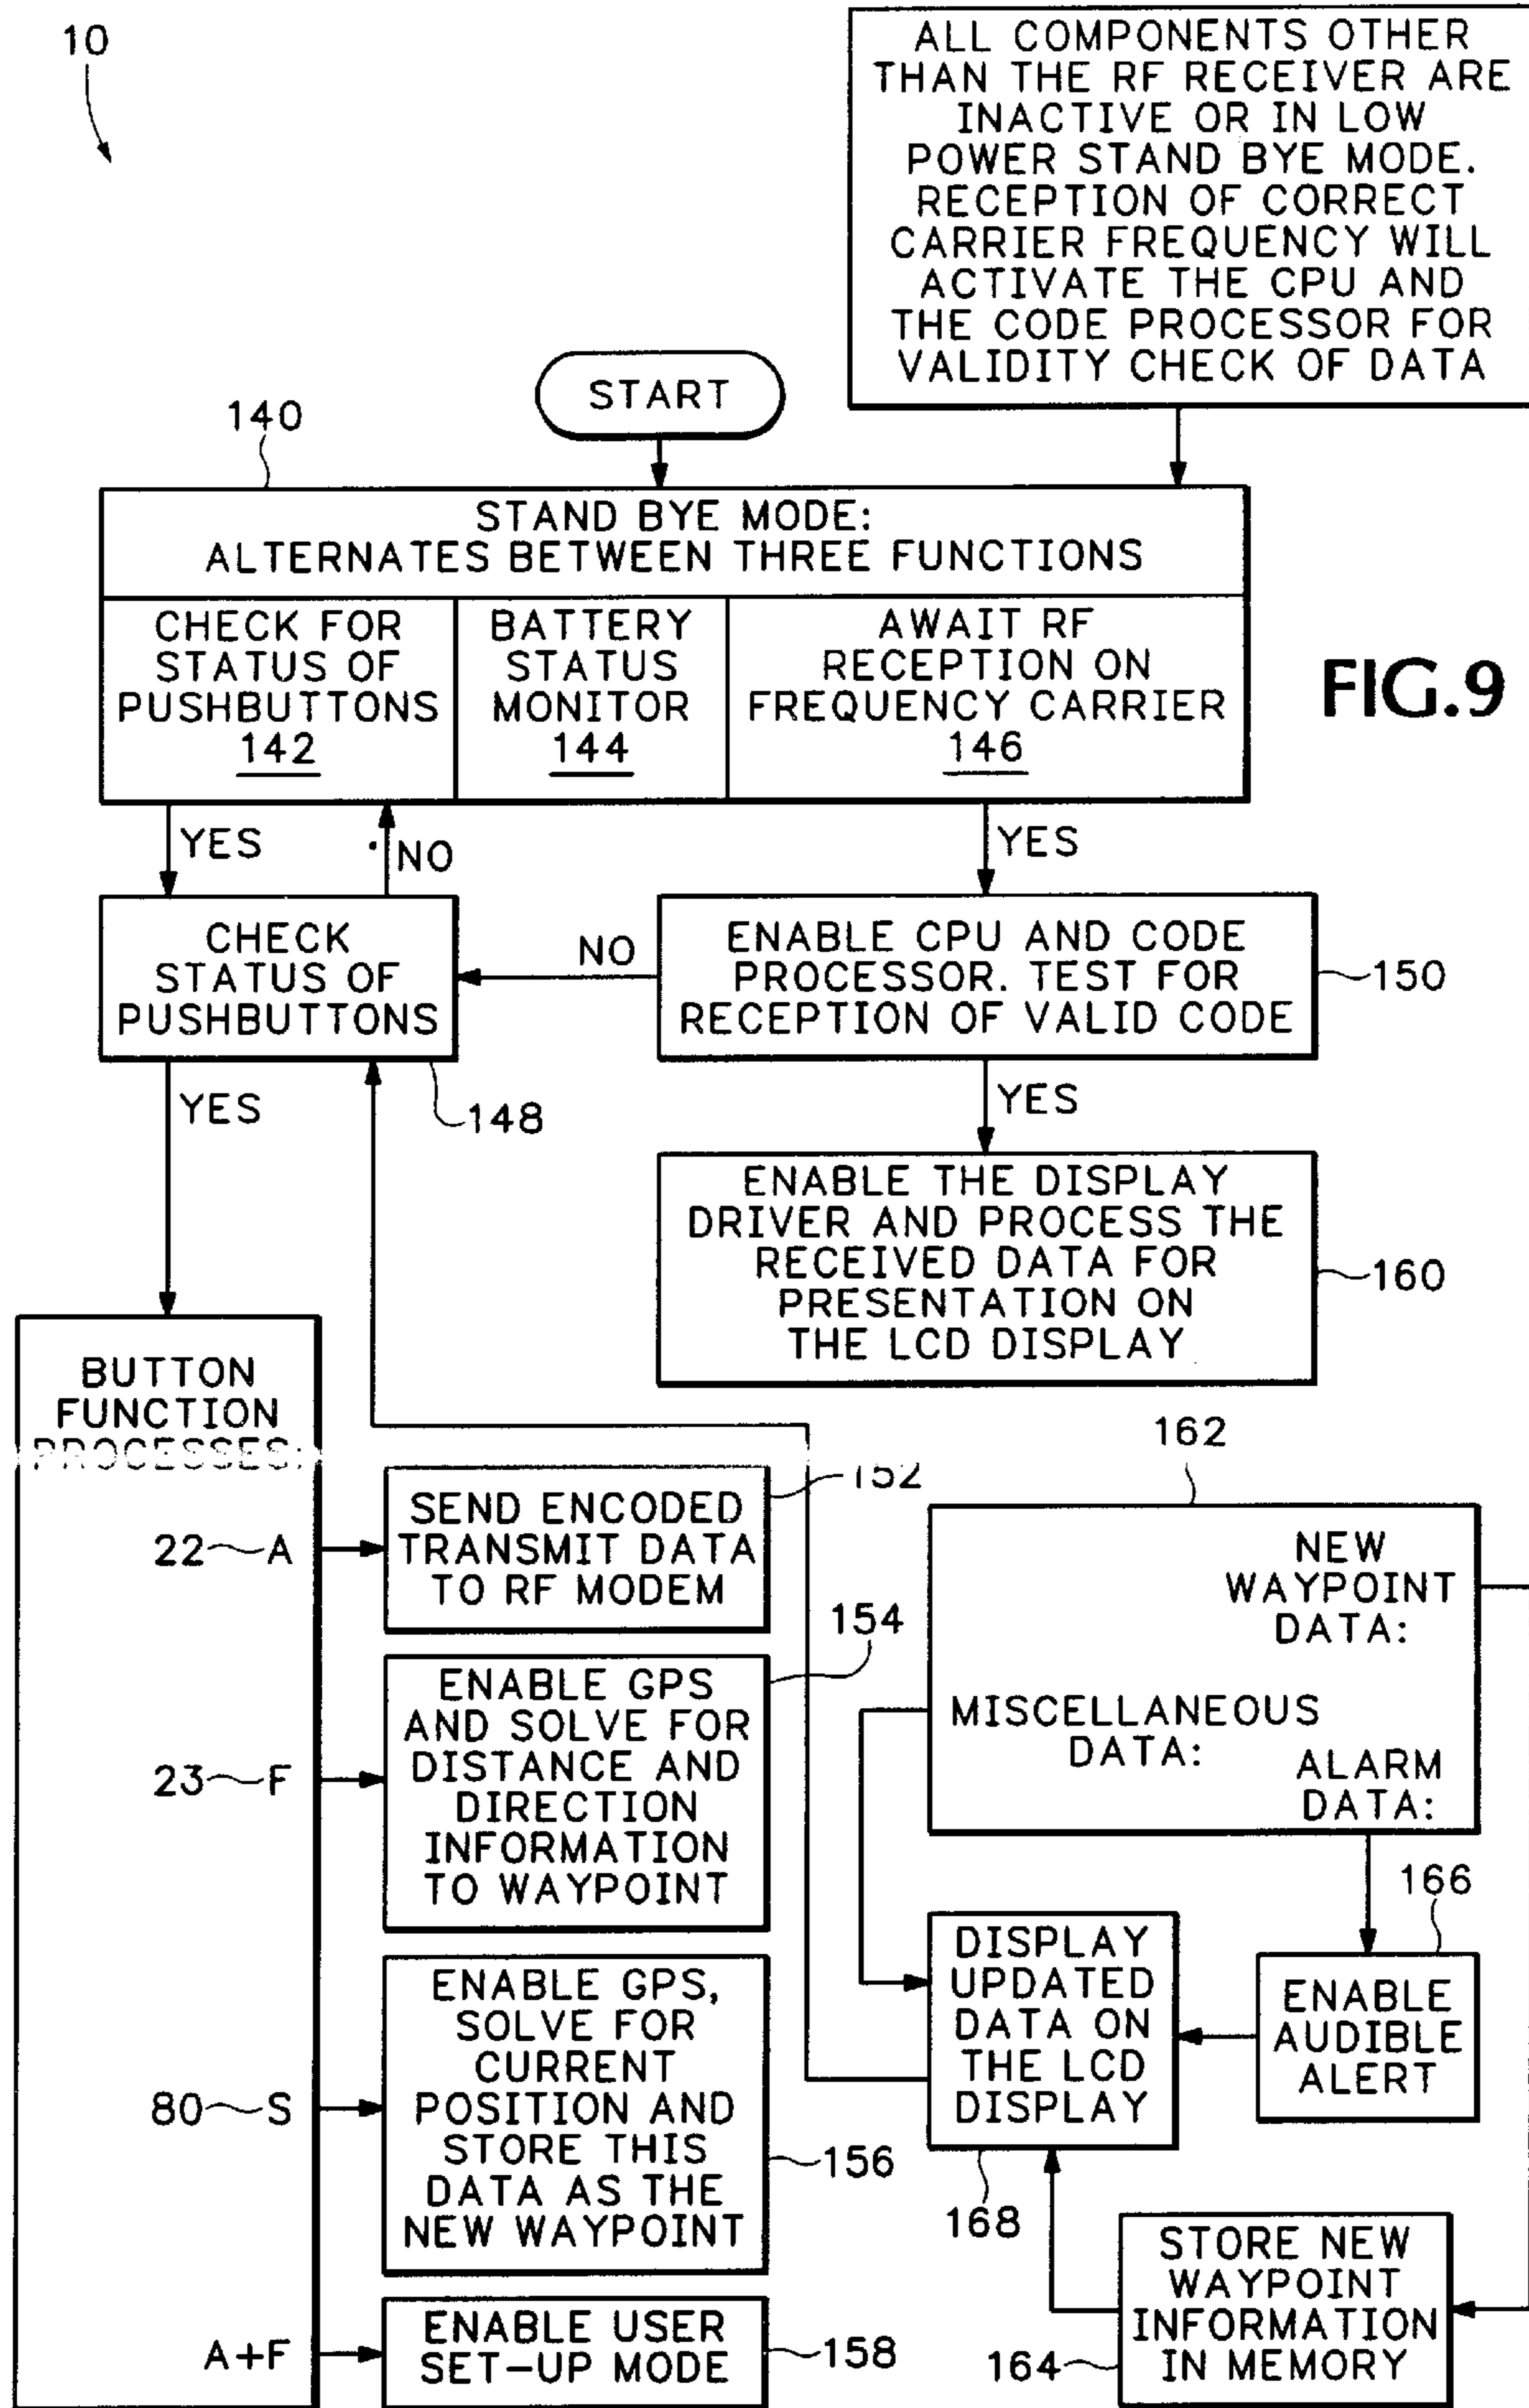 10
ALL COMPONENTS OTHER
THAN THE RF RECEIVER ARE
INACTIVE OR IN LOW
POWER STAND BYE MODE.
RECEPTION OF CORRECT
CARRIER FREQUENCY WILL
ACTIVATE THE CPU AND
THE CODE PROCESSOR FOR
VALIDITY CHECK OF DATA
START
140
STAND BYE MODE:
ALTERNATES BETWEEN THREE FUNCTIONS
CHECK FOR
STATUS OF
PUSHBUTTONS
142
BATTERY
STATUS
MONITOR
144
AWAIT RF
RECEPTION ON
FREQUENCY CARRIER
146
FIG.9
YES
NO
YES
CHECK
STATUS OF
PUSHBUTTONS
148
NO
ENABLE CPU AND CODE
PROCESSOR. TEST FOR
RECEPTION OF VALID CODE
150
YES
YES
ENABLE THE DISPLAY
DRIVER AND PROCESS THE
RECEIVED DATA FOR
PRESENTATION ON
THE LCD DISPLAY
160
BUTTON
FUNCTION
PROCESSES:
22 A
SEND ENCODED
TRANSMIT DATA
TO RF MODEM
152
23 F
ENABLE GPS
AND SOLVE FOR
DISTANCE AND
DIRECTION
INFORMATION
TO WAYPOINT
154
80 S
ENABLE GPS,
SOLVE FOR
CURRENT
POSITION AND
STORE THIS
DATA AS THE
NEW WAYPOINT
156
A+F
ENABLE USER
SET-UP MODE
158
162
NEW
WAYPOINT
DATA:
MISCELLANEOUS
DATA:
ALARM
DATA:
166
ENABLE
AUDIBLE
ALERT
DISPLAY
UPDATED
DATA ON
THE LCD
DISPLAY
168
STORE NEW
WAYPOINT
INFORMATION
IN MEMORY
164